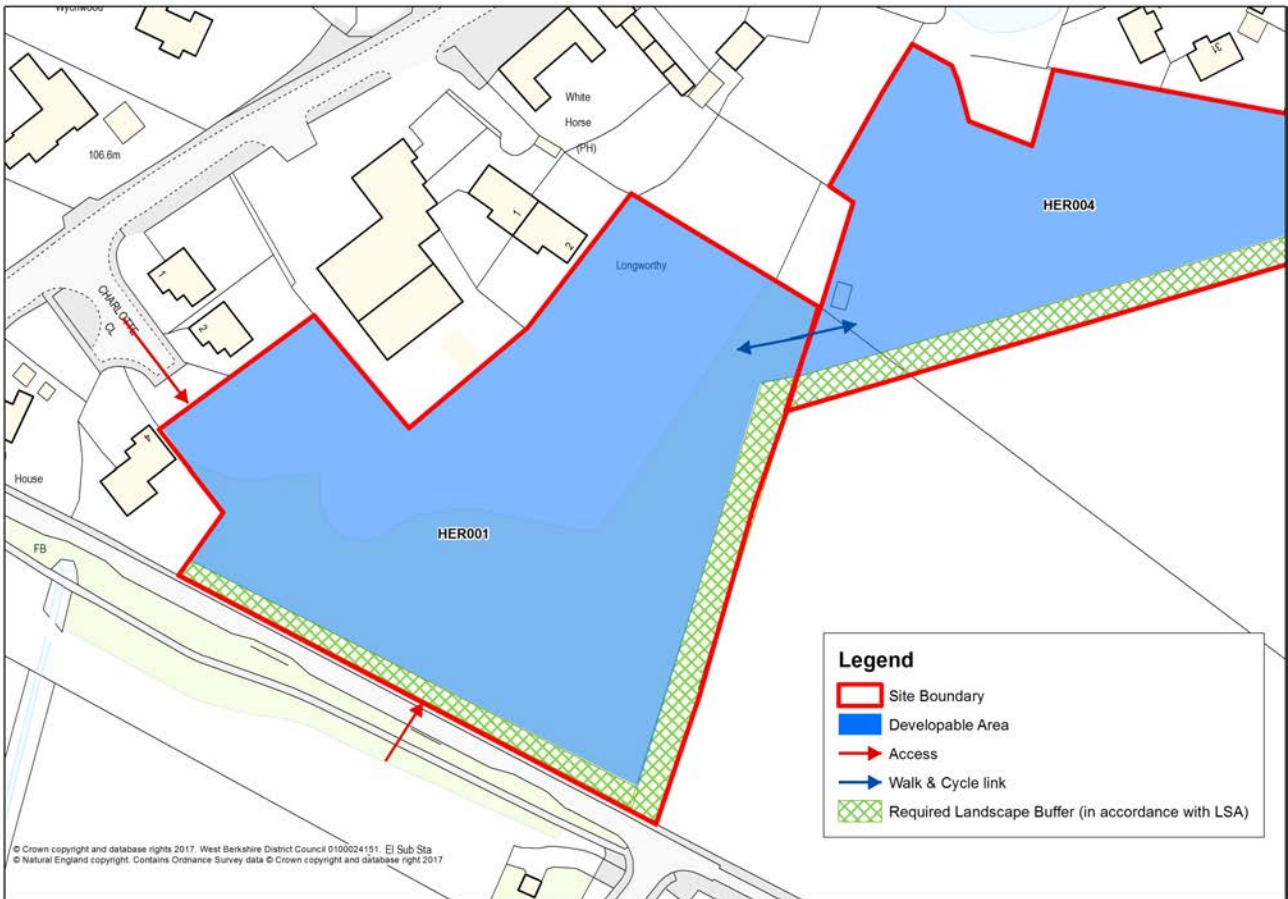 Wychwood
31
White
Horse
(PH)
106.6m
HER004
1
2
Longworthy
1
CHARLOTTE
CL
2
4
House
HER001
FB
Legend
Site Boundary
Developable Area
Access
Walk & Cycle link
Required Landscape Buffer (in accordance with LSA)
© Crown copyright and database rights 2017. West Berkshire District Council 0100024151.
El Sub Sta
© Natural England copyright. Contains Ordnance Survey data © Crown copyright and database right 2017